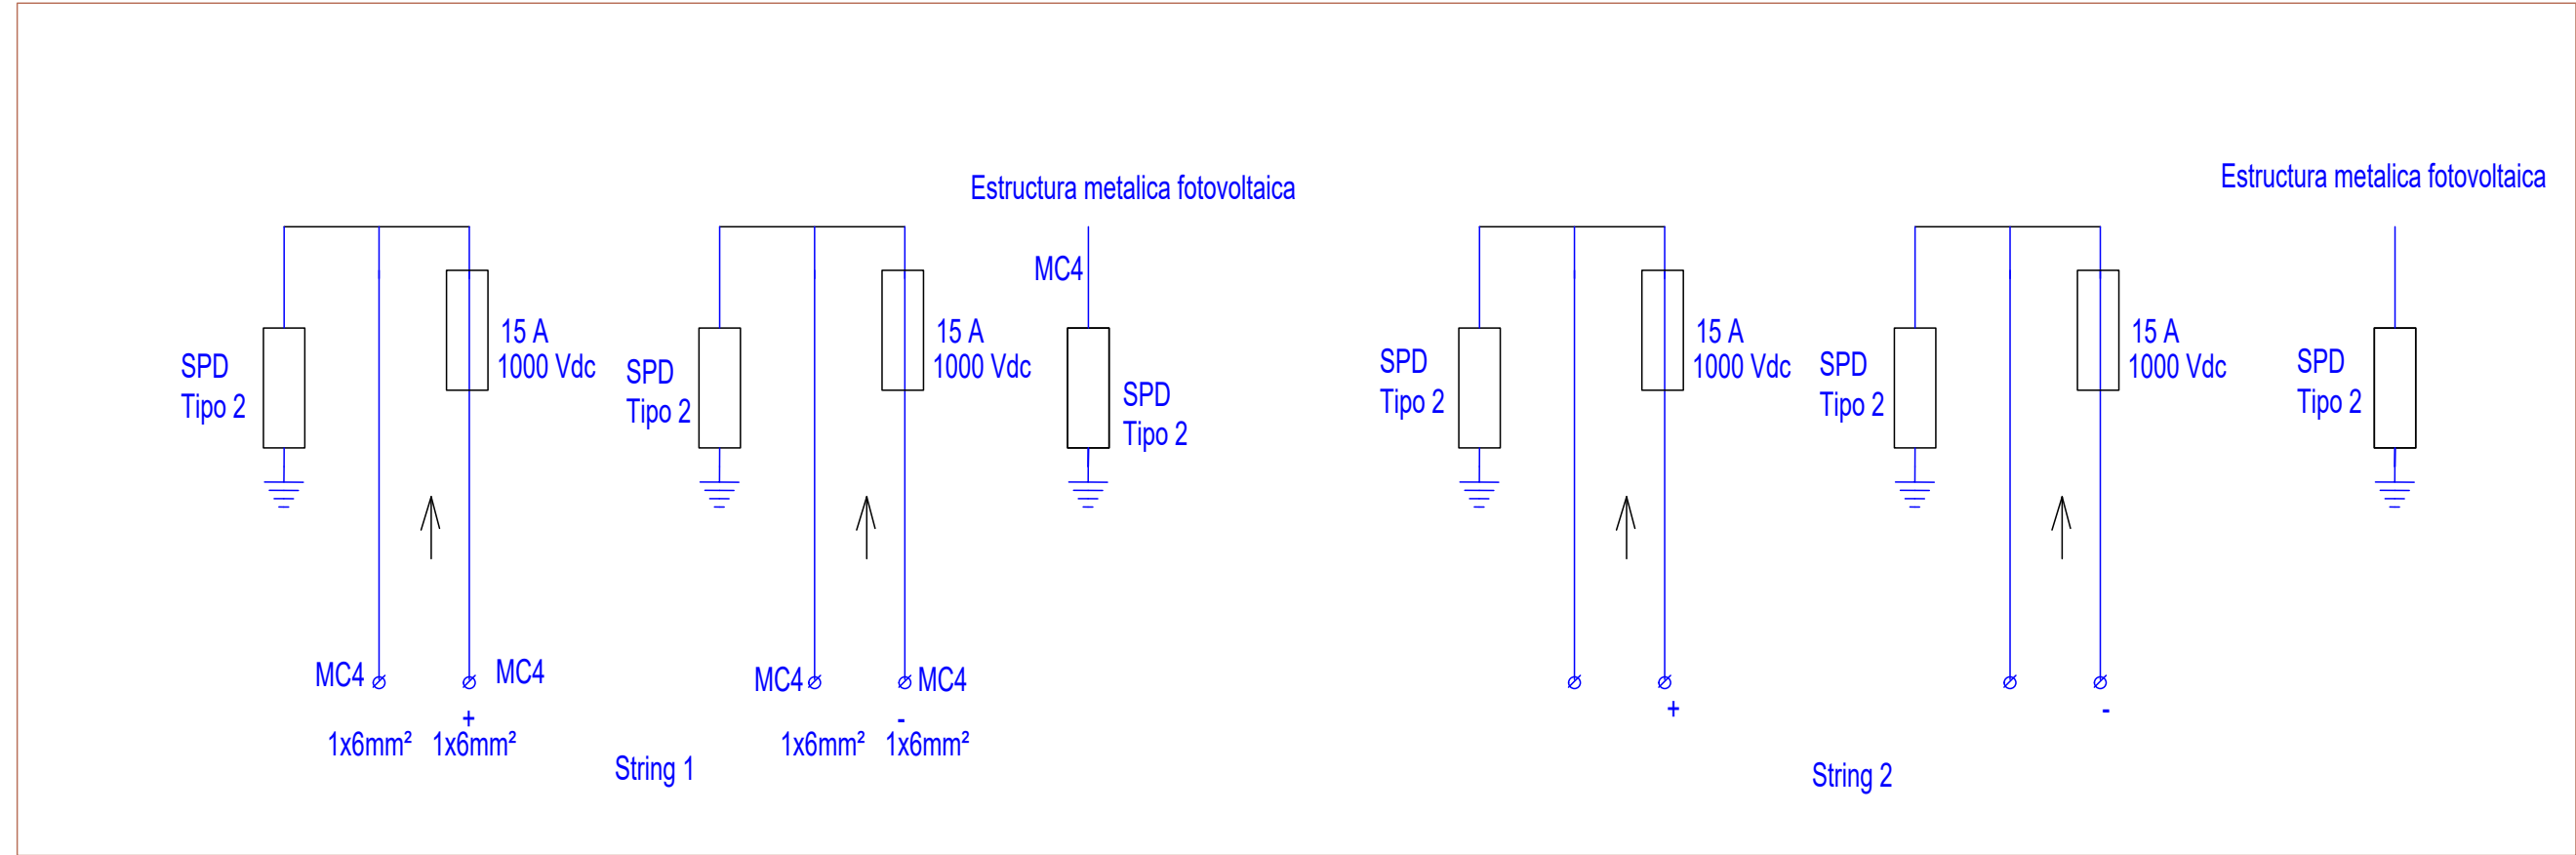 Estructura metalica fotovoltaica
MC4
SPD
Tipo 2
15 A
1000 Vdc
SPD
Tipo 2
15 A
1000 Vdc
SPD
Tipo 2
MC4
MC4
+
1x6mm² 1x6mm²
MC4
MC4
-
1x6mm² 1x6mm²
String 1
Estructura metalica fotovoltaica
SPD
Tipo 2
15 A
1000 Vdc
SPD
Tipo 2
15 A
1000 Vdc
SPD
Tipo 2
+
-
String 2